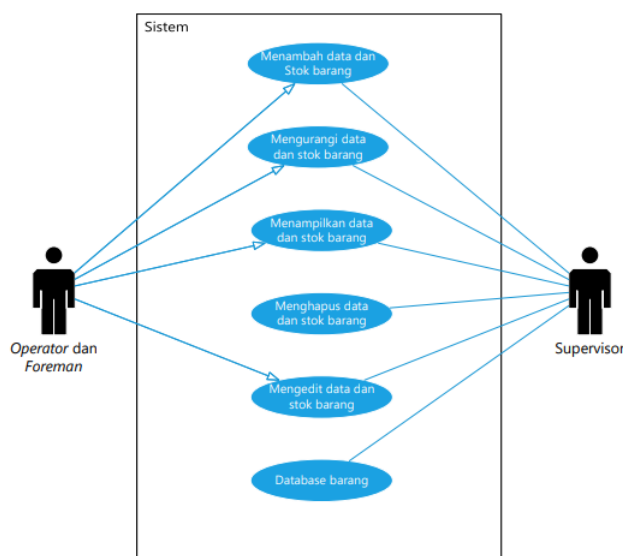 Sistem
Menambah data dan
Stok barang
Mengurangi data
dan stok barang
Menampilkan data
dan stok barang
Menghapus data
dan stok barang
Mengedit data dan
stok barang
Database barang
Operator dan
Foreman
Supervisor